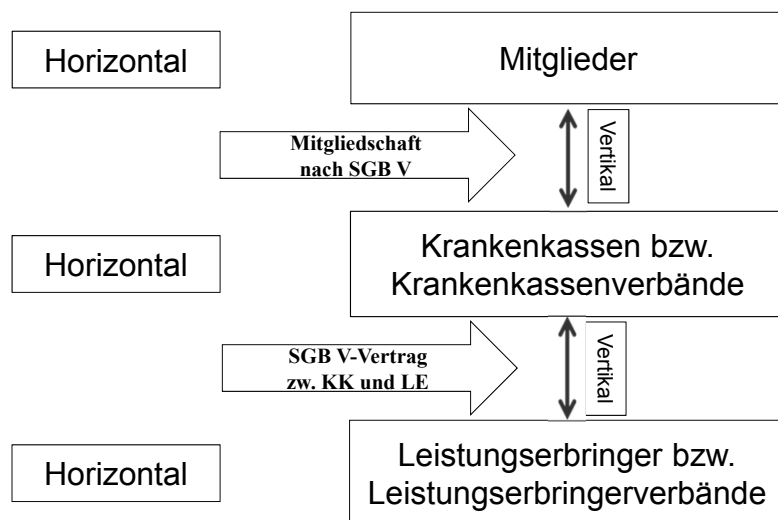 Horizontal
Mitglieder
Mitgliedschaft
nach SGB V
Vertikal
Horizontal
Krankenkassen bzw.
Krankenkassenverbände
SGB V-Vertrag
zw. KK und LE
Vertikal
Horizontal
Leistungserbringer bzw.
Leistungserbringerverbände